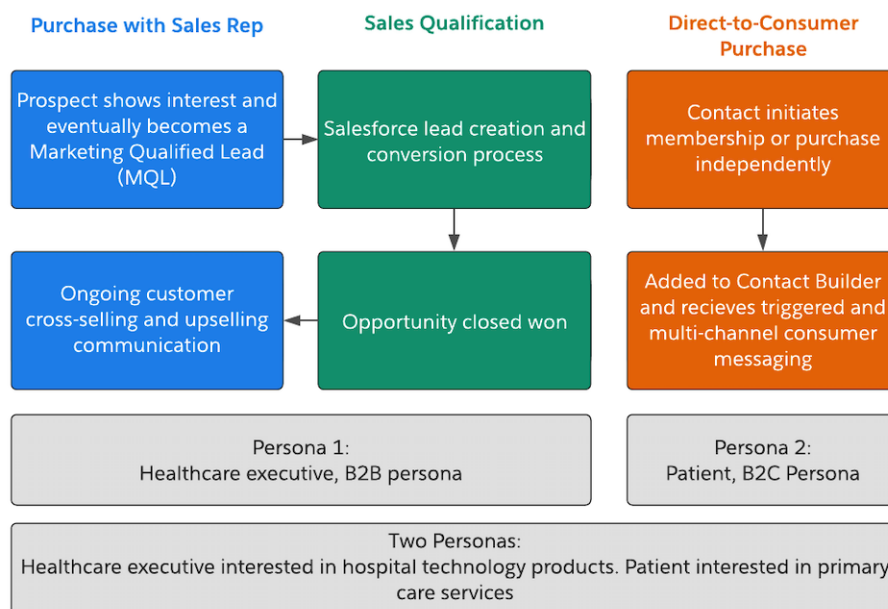 Purchase with Sales Rep
Sales Qualification
Direct-to-Consumer
Purchase
Prospect shows interest and
eventually becomes a
Marketing Qualified Lead
(MQL)
Salesforce lead creation and
conversion process
Contact initiates
membership or purchase
independently
Ongoing customer
cross-selling and upselling
communication
Opportunity closed won
Added to Contact Builder
and recieves triggered and
multi-channel consumer
messaging
Persona 1:
Healthcare executive, B2B persona
Persona 2:
Patient, B2C Persona
Two Personas:
Healthcare executive interested in hospital technology products. Patient interested in primary
care services